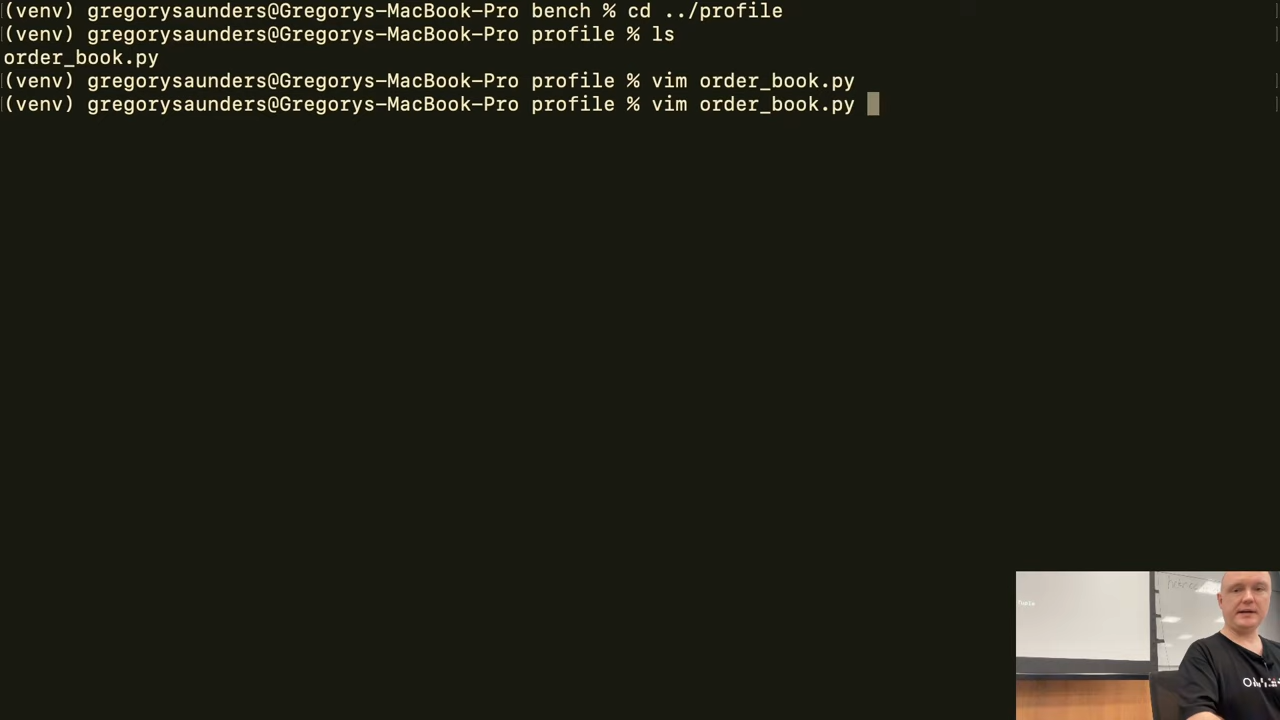 (venv) gregorysaunders@Gregorys-MacBook-Pro bench % cd ../profile
(venv) gregorysaunders@Gregorys-MacBook-Pro profile % ls
order_book.py
(venv) gregorysaunders@Gregorys-MacBook-Pro profile % vim order_book.py
(venv) gregorysaunders@Gregorys-MacBook-Pro profile % vim order_book.py